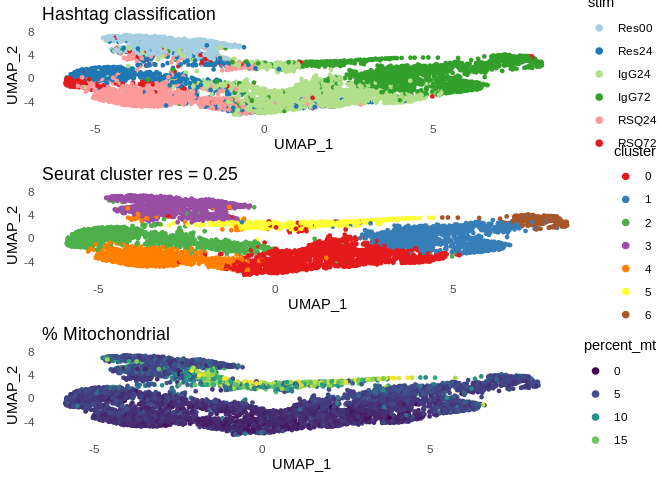 Hashtag classification
stim
8
4
0
-4
UMAP_2
-5
0
5
UMAP_1
Res00
Res24
IgG24
IgG72
RSQ24
RSQ72
Seurat cluster res = 0.25
cluster
8
4
0
-4
UMAP_2
-5
0
5
UMAP_1
0
1
2
3
4
5
6
% Mitochondrial
percent_mt
8
4
0
-4
UMAP_2
-5
0
5
UMAP_1
0
5
10
15